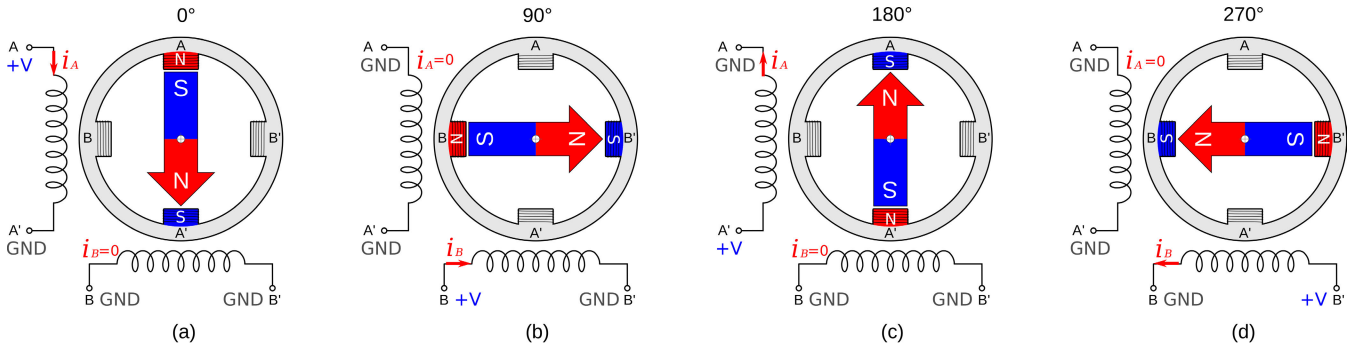 0°
A
+V
iA
A
N
S
B
B'
N
S
A'
A'
GND
iB=0
B GND
GND B'
(a)
90°
A
GND
iA=0
A
B
N
S
N
S
B'
A'
A'
GND
iB
B +V
GND B'
(b)
180°
A
GND
iA
A
S
N
B
B'
S
N
A'
A'
+V
iB=0
B GND
GND B'
(c)
270°
A
GND
iA=0
A
B
S
N
S
N
B'
A'
A'
GND
iB
B GND
+V B'
(d)